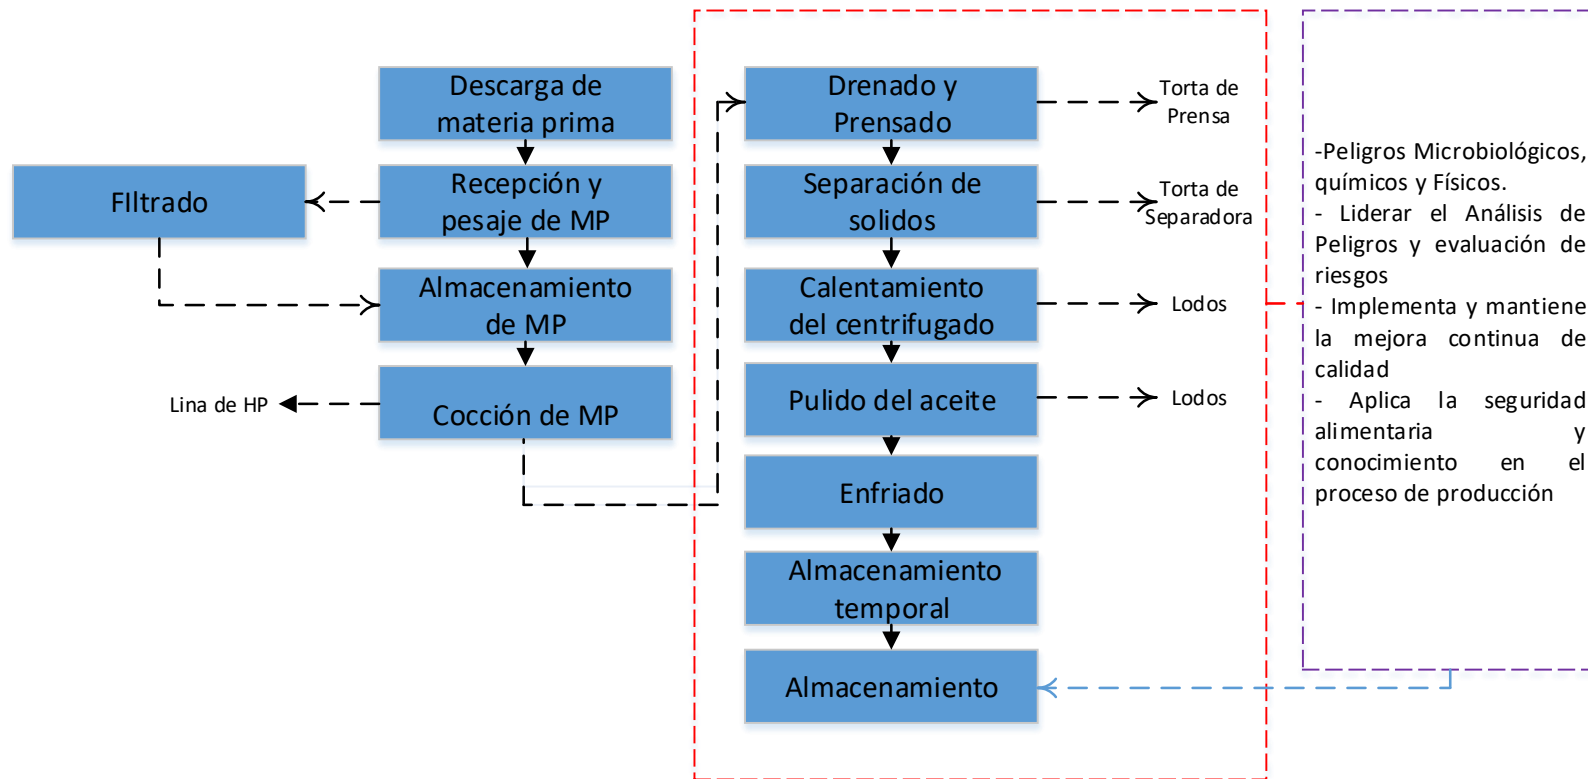 Descarga de
materia prima
FIltrado
Recepción y
pesaje de MP
Almacenamiento
de MP
Lina de HP
Cocción de MP
Drenado y
Prensado
Torta de
Prensa
Separación de
solidos
Torta de
Separadora
Calentamiento
del centrifugado
Lodos
Pulido del aceite
Lodos
Enfriado
Almacenamiento
temporal
Almacenamiento
-Peligros Microbiológicos,
químicos y Físicos.
- Liderar el Análisis de
Peligros y evaluación de
riesgos
- Implementa y mantiene
la mejora continua de
calidad
- Aplica la seguridad
alimentaria y
conocimiento en el
proceso de producción